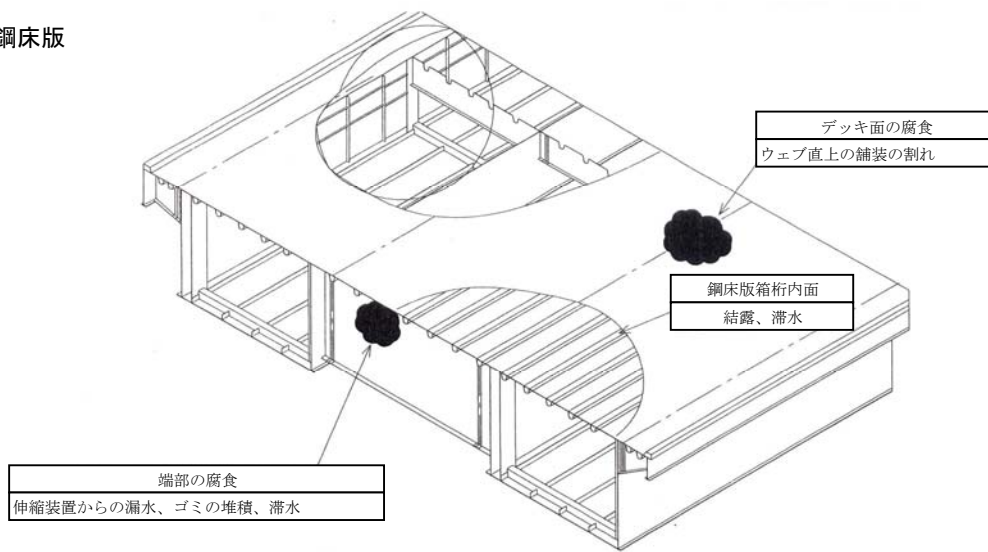 鋼床版
デッキ面の腐食
ウェブ直上の舗装の割れ
鋼床版箱桁内面
結露、滞水
端部の腐食
伸縮装置からの漏水、ゴミの堆積、滞水